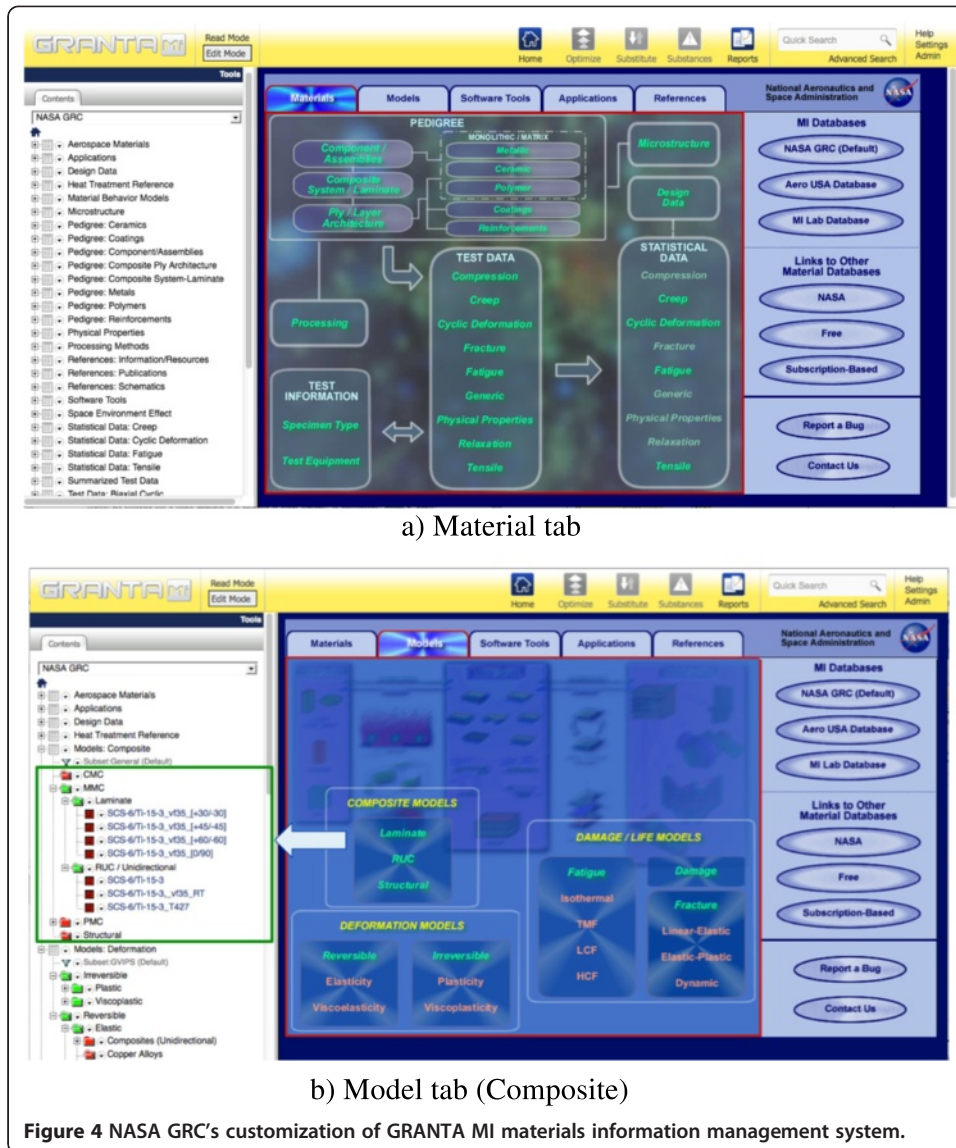 GRANTA MI
Read Mode
Edit Mode
Home
Optimize
Substitute
Substances
Reports
Quick Search
Advanced Search
Help
Settings
Admin
Tools
Contents
NASA GRC
Aerospace Materials
Applications
Design Data
Heat Treatment Reference
Material Behavior Models
Microstructure
Pedigree: Ceramics
Pedigree: Coatings
Pedigree: Component/Assemblies
Pedigree: Composite Ply Architecture
Pedigree: Composite System-Laminate
Pedigree: Metals
Pedigree: Polymers
Pedigree: Reinforcements
Physical Properties
Processing Methods
References: Information/Resources
References: Publications
References: Schematics
Software Tools
Space Environment Effect
Statistical Data: Creep
Statistical Data: Cyclic Deformation
Statistical Data: Fatigue
Statistical Data: Tensile
Summarized Test Data
Test Data: Biaxial Cyclic
Materials
Models
Software Tools
Applications
References
National Aeronautics and
Space Administration
NASA
PEDIGREE
Component /
Assemblies
Composite
System / Laminate
Ply / Layer
Architecture
MONOLITHIC / MATRIX
Metallic
Ceramic
Polymer
Coatings
Reinforcements
Microstructure
Design
Data
Processing
TEST
INFORMATION
Specimen Type
Test Equipment
TEST DATA
Compression
Creep
Cyclic Deformation
Fracture
Fatigue
Generic
Physical Properties
Relaxation
Tensile
STATISTICAL
DATA
Compression
Creep
Cyclic Deformation
Fracture
Fatigue
Generic
Physical Properties
Relaxation
Tensile
MI Databases
NASA GRC (Default)
Aero USA Database
MI Lab Database
Links to Other
Material Databases
NASA
Free
Subscription-Based
Report a Bug
Contact Us
a) Material tab
GRANTA MI
Read Mode
Edit Mode
Home
Optimize
Substitute
Substances
Reports
Quick Search
Advanced Search
Help
Settings
Admin
Tools
Contents
NASA GRC
Aerospace Materials
Applications
Design Data
Heat Treatment Reference
Models: Composite
Subset:General (Default)
CMC
MMC
Laminate
SCS-6/Ti-15-3_vf35_[+30/-30]
SCS-6/Ti-15-3_vf35_[+45/-45]
SCS-6/Ti-15-3_vf35_[+60/-60]
SCS-6/Ti-15-3_vf35_[0/90]
RUC / Unidirectional
SCS-6/Ti-15-3
SCS-6/Ti-15-3,_vf35_RT
SCS-6/Ti-15-3_T427
PMC
Structural
Models: Deformation
Subset:GVIPS (Default)
Irreversible
Plastic
Viscoplastic
Reversible
Elastic
Composites (Unidirectional)
Copper Alloys
Materials
Models
Software Tools
Applications
References
National Aeronautics and
Space Administration
NASA
COMPOSITE MODELS
Laminate
RUC
Structural
DEFORMATION MODELS
Reversible
Elasticity
Viscoelasticity
Irreversible
Plasticity
Viscoplasticity
DAMAGE / LIFE MODELS
Fatigue
Isothermal
TMF
LCF
HCF
Damage
Fracture
Linear-Elastic
Elastic-Plastic
Dynamic
MI Databases
NASA GRC (Default)
Aero USA Database
MI Lab Database
Links to Other
Material Databases
NASA
Free
Subscription-Based
Report a Bug
Contact Us
b) Model tab (Composite)
Figure 4 NASA GRC's customization of GRANTA MI materials information management system.